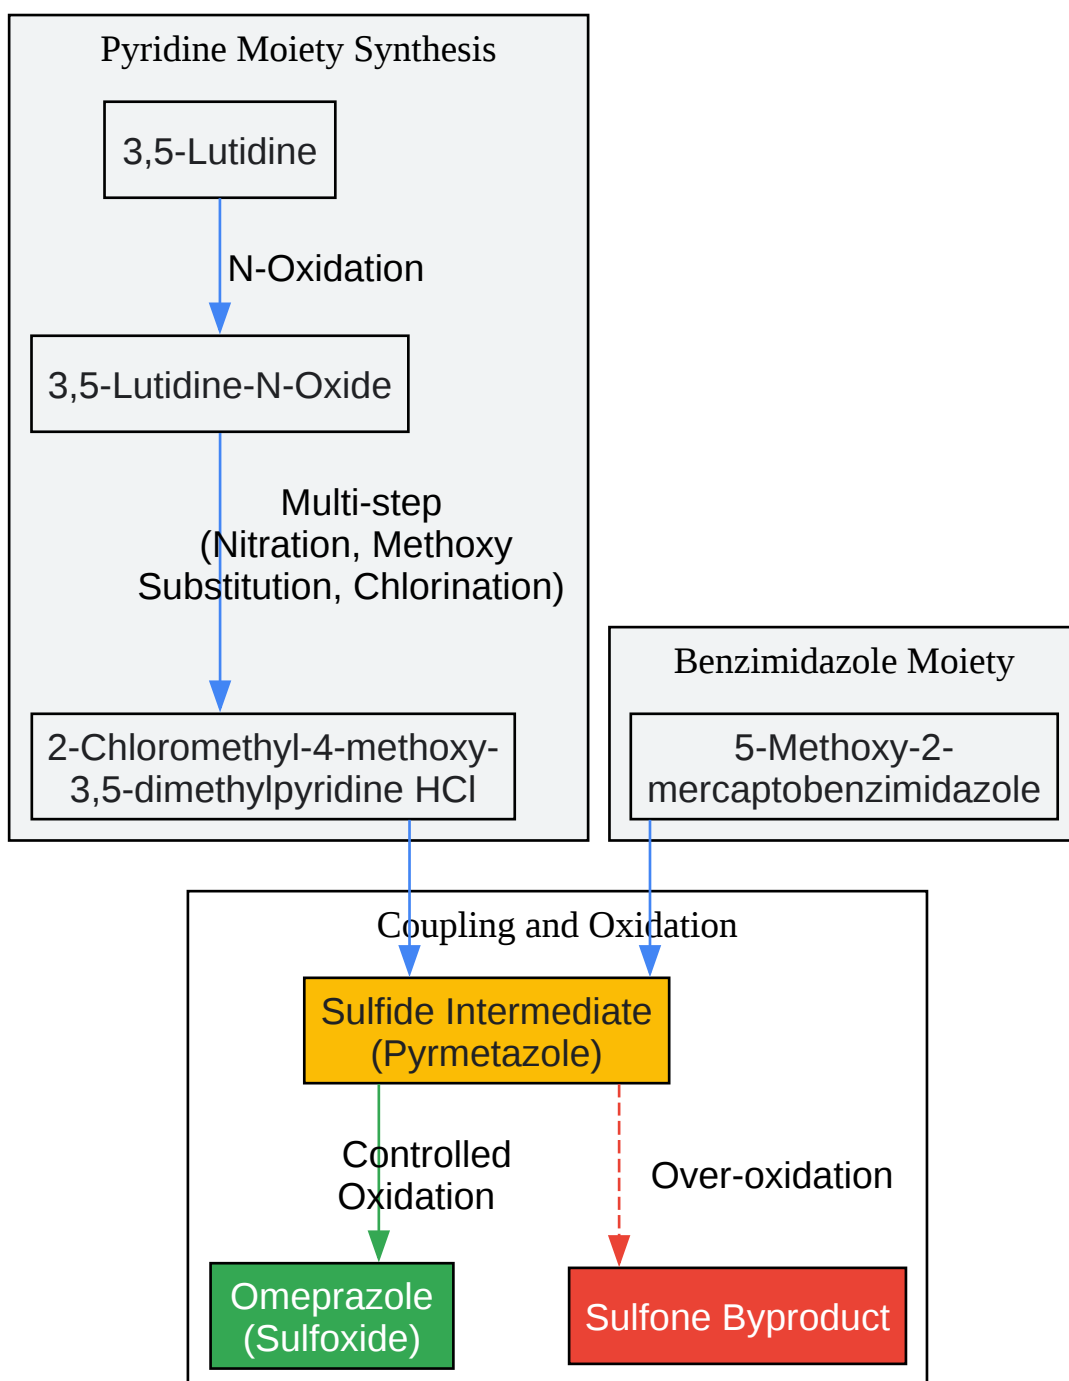 Pyridine Moiety Synthesis
3,5-Lutidine
N-Oxidation
3,5-Lutidine-N-Oxide
Multi-step
(Nitration, Methoxy
Substitution, Chlorination)
2-Chloromethyl-4-methoxy-
3,5-dimethylpyridine HCl
Benzimidazole Moiety
5-Methoxy-2-
mercaptobenzimidazole
Coupling and Oxidation
Sulfide Intermediate
(Pyrmetazole)
Controlled
Oxidation
Over-oxidation
Omeprazole
(Sulfoxide)
Sulfone Byproduct